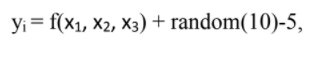 yᵢ = f(x₁, x₂, x₃) + random(10)-5,